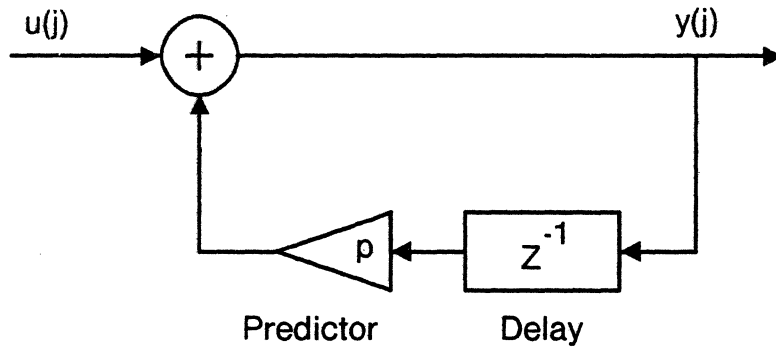 u(j)
y(j)
+
p
Z⁻¹
Predictor
Delay